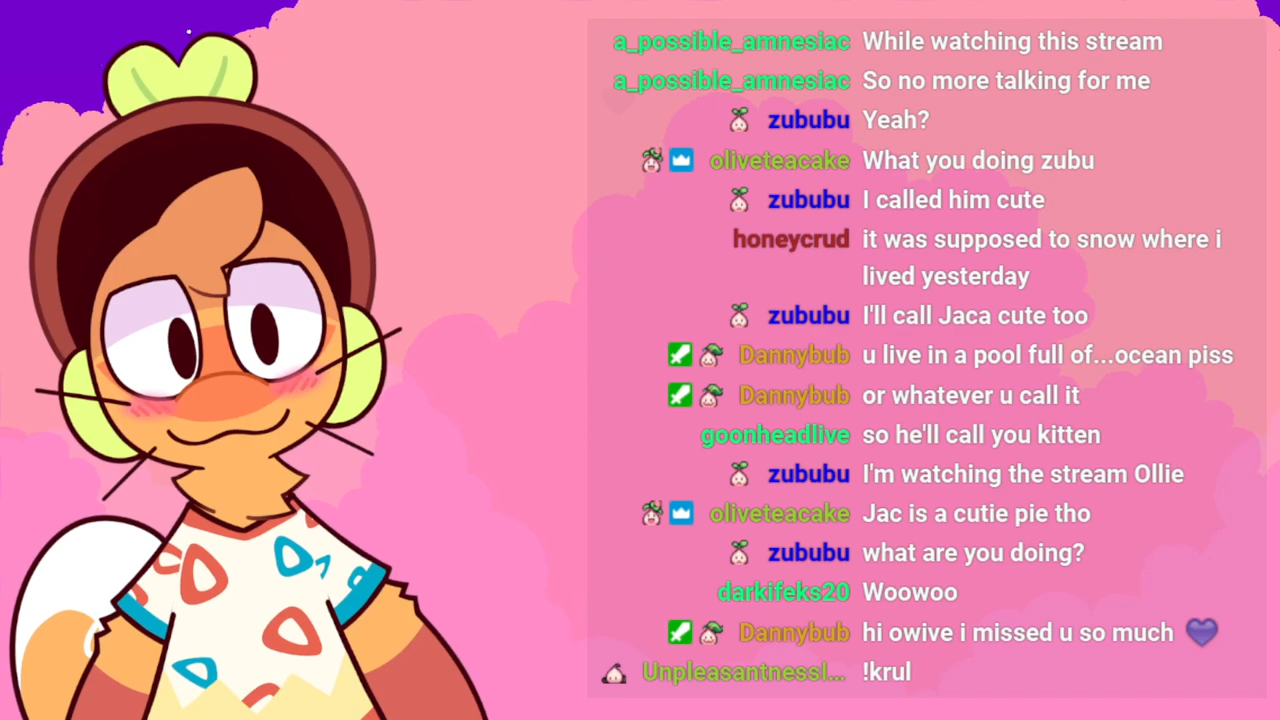 a_possible_amnesiac While watching this stream
a_possible_amnesiac So no more talking for me
zububu Yeah?
oliveteacake What you doing zubu
zububu I called him cute
honeycrud it was supposed to snow where i
lived yesterday
zububu I'll call Jaca cute too
Dannybub u live in a pool full of...ocean piss
Dannybub or whatever u call it
goonheadlive so he'll call you kitten
zububu I'm watching the stream Ollie
oliveteacake Jac is a cutie pie tho
zububu what are you doing?
darkifeks20 Woowoo
Dannybub hi owive i missed u so much
Unpleasantnessl... !krul